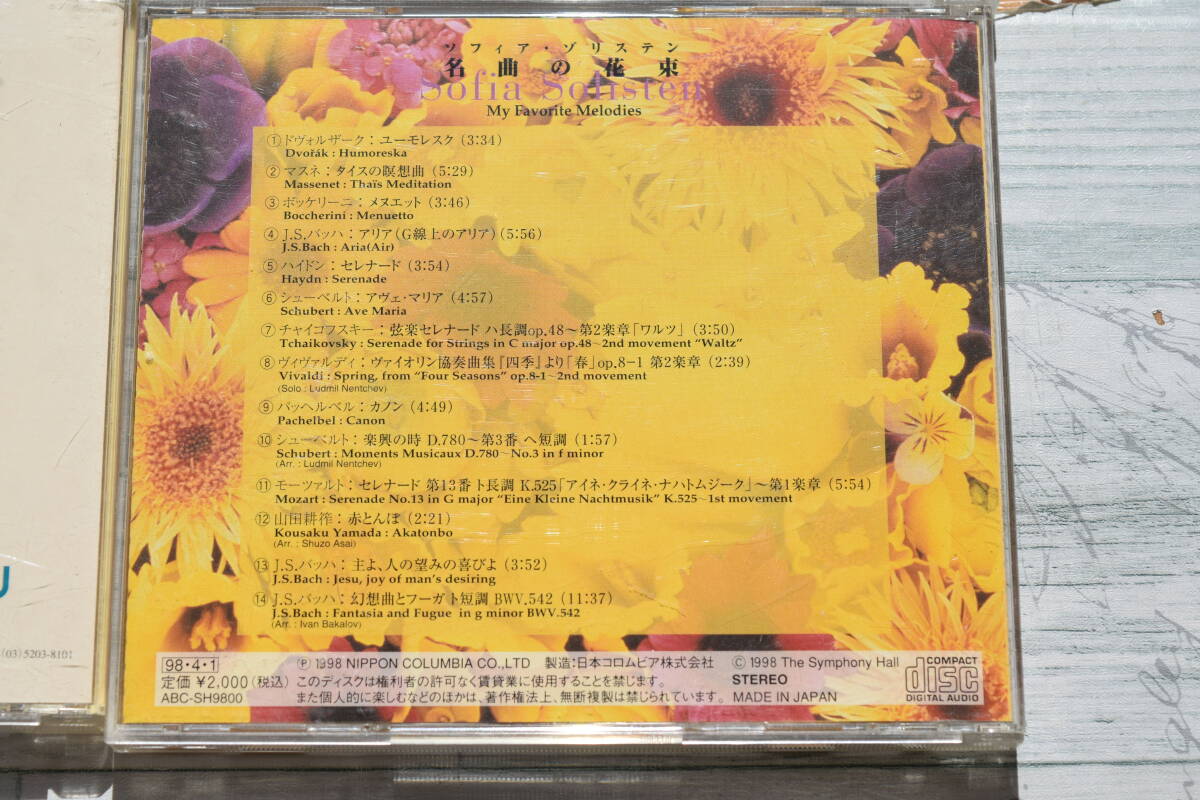 ソフィア・ゾリステン
名曲の花束
Sofia Solisten
My Favorite Melodies
①ドヴォルザーク：ユーモレスク（3:34）
Dvořák : Humoreska
②マスネ：タイスの瞑想曲（5:29）
Massenet : Thaïs Meditation
③ボッケリーニ：メヌエット（3:46）
Boccherini : Menuetto
④J.S.バッハ：アリア（G線上のアリア）（5:56）
J.S.Bach : Aria(Air)
⑤ハイドン：セレナード（3:54）
Haydn : Serenade
⑥シューベルト：アヴェ・マリア（4:57）
Schubert : Ave Maria
⑦チャイコフスキー：弦楽セレナード ハ長調op.48〜第2楽章「ワルツ」（3:50）
Tchaikovsky : Serenade for Strings in C major op.48~2nd movement "Waltz"
⑧ヴィヴァルディ：ヴァイオリン協奏曲集『四季』より「春」op.8-1 第2楽章（2:39）
Vivaldi : Spring, from "Four Seasons" op.8-1~2nd movement
(Solo : Ludmil Nentchev)
⑨パッヘルベル：カノン（4:49）
Pachelbel : Canon
⑩シューベルト：楽興の時 D.780〜第3番 ヘ短調（1:57）
Schubert : Moments Musicaux D.780~No.3 in f minor
(Arr. : Ludmil Nentchev)
⑪モーツァルト：セレナード 第13番 ト長調 K.525「アイネ・クライネ・ナハトムジーク」〜第1楽章（5:54）
Mozart : Serenade No.13 in G major "Eine Kleine Nachtmusik" K.525~1st movement
⑫山田耕筰：赤とんぼ（2:21）
Kousaku Yamada : Akatonbo
(Arr. : Shuzo Asai)
⑬J.S.バッハ：主よ、人の望みの喜びよ（3:52）
J.S.Bach : Jesu, joy of man's desiring
⑭J.S.バッハ：幻想曲とフーガ ト短調 BWV.542（11:37）
J.S.Bach : Fantasia and Fugue in g minor BWV.542
(Arr. : Ivan Bakalov)
98・4・1 Ⓟ 1998 NIPPON COLUMBIA CO.,LTD 製造：日本コロムビア株式会社 © 1998 The Symphony Hall
定価 ¥2,000（税込） このディスクは権利者の許可なく賃貸業に使用することを禁じます。 STEREO
ABC-SH9800 また個人的に楽しむなどのほかは、著作権法上、無断複製は禁じられています。 MADE IN JAPAN
COMPACT
disc
DIGITAL AUDIO
(03)5203-8101
U